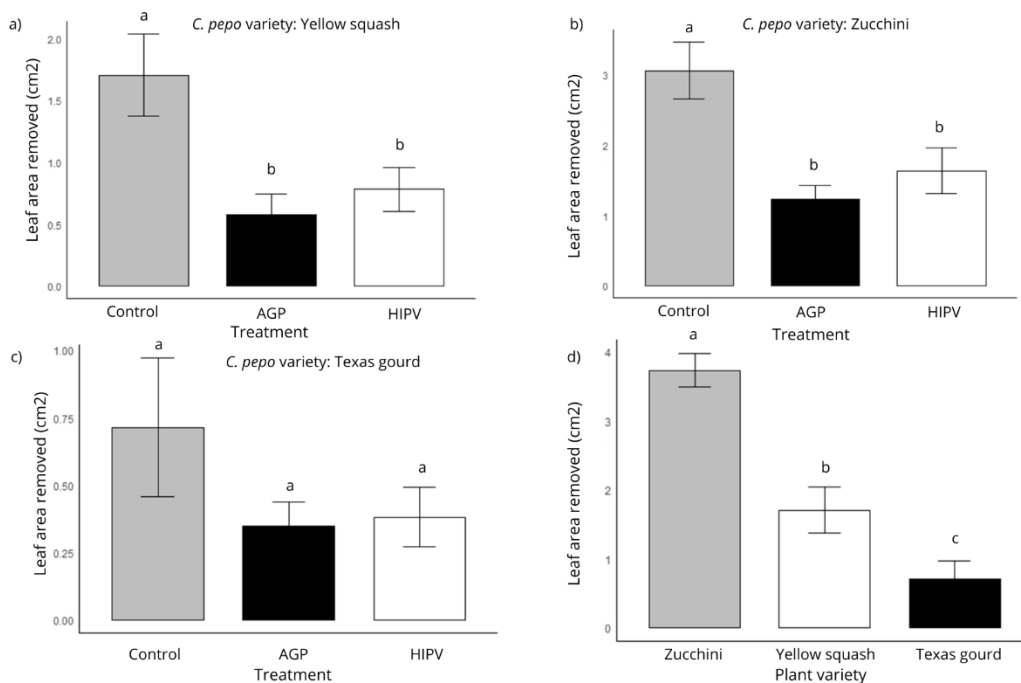 a)
C. pepo variety: Yellow squash
a
2.0
1.5
1.0
0.5
0.0
b
b
Leaf area removed (cm2)
Control
AGP
HIPV
Treatment
b)
C. pepo variety: Zucchini
a
3
2
1
0
b
b
Leaf area removed (cm2)
Control
AGP
HIPV
Treatment
c)
C. pepo variety: Texas gourd
a
1.00
0.75
0.50
0.25
0.00
a
a
Leaf area removed (cm2)
Control
AGP
HIPV
Treatment
d)
a
4
3
2
1
0
b
c
Leaf area removed (cm2)
Zucchini
Yellow squash
Texas gourd
Plant variety